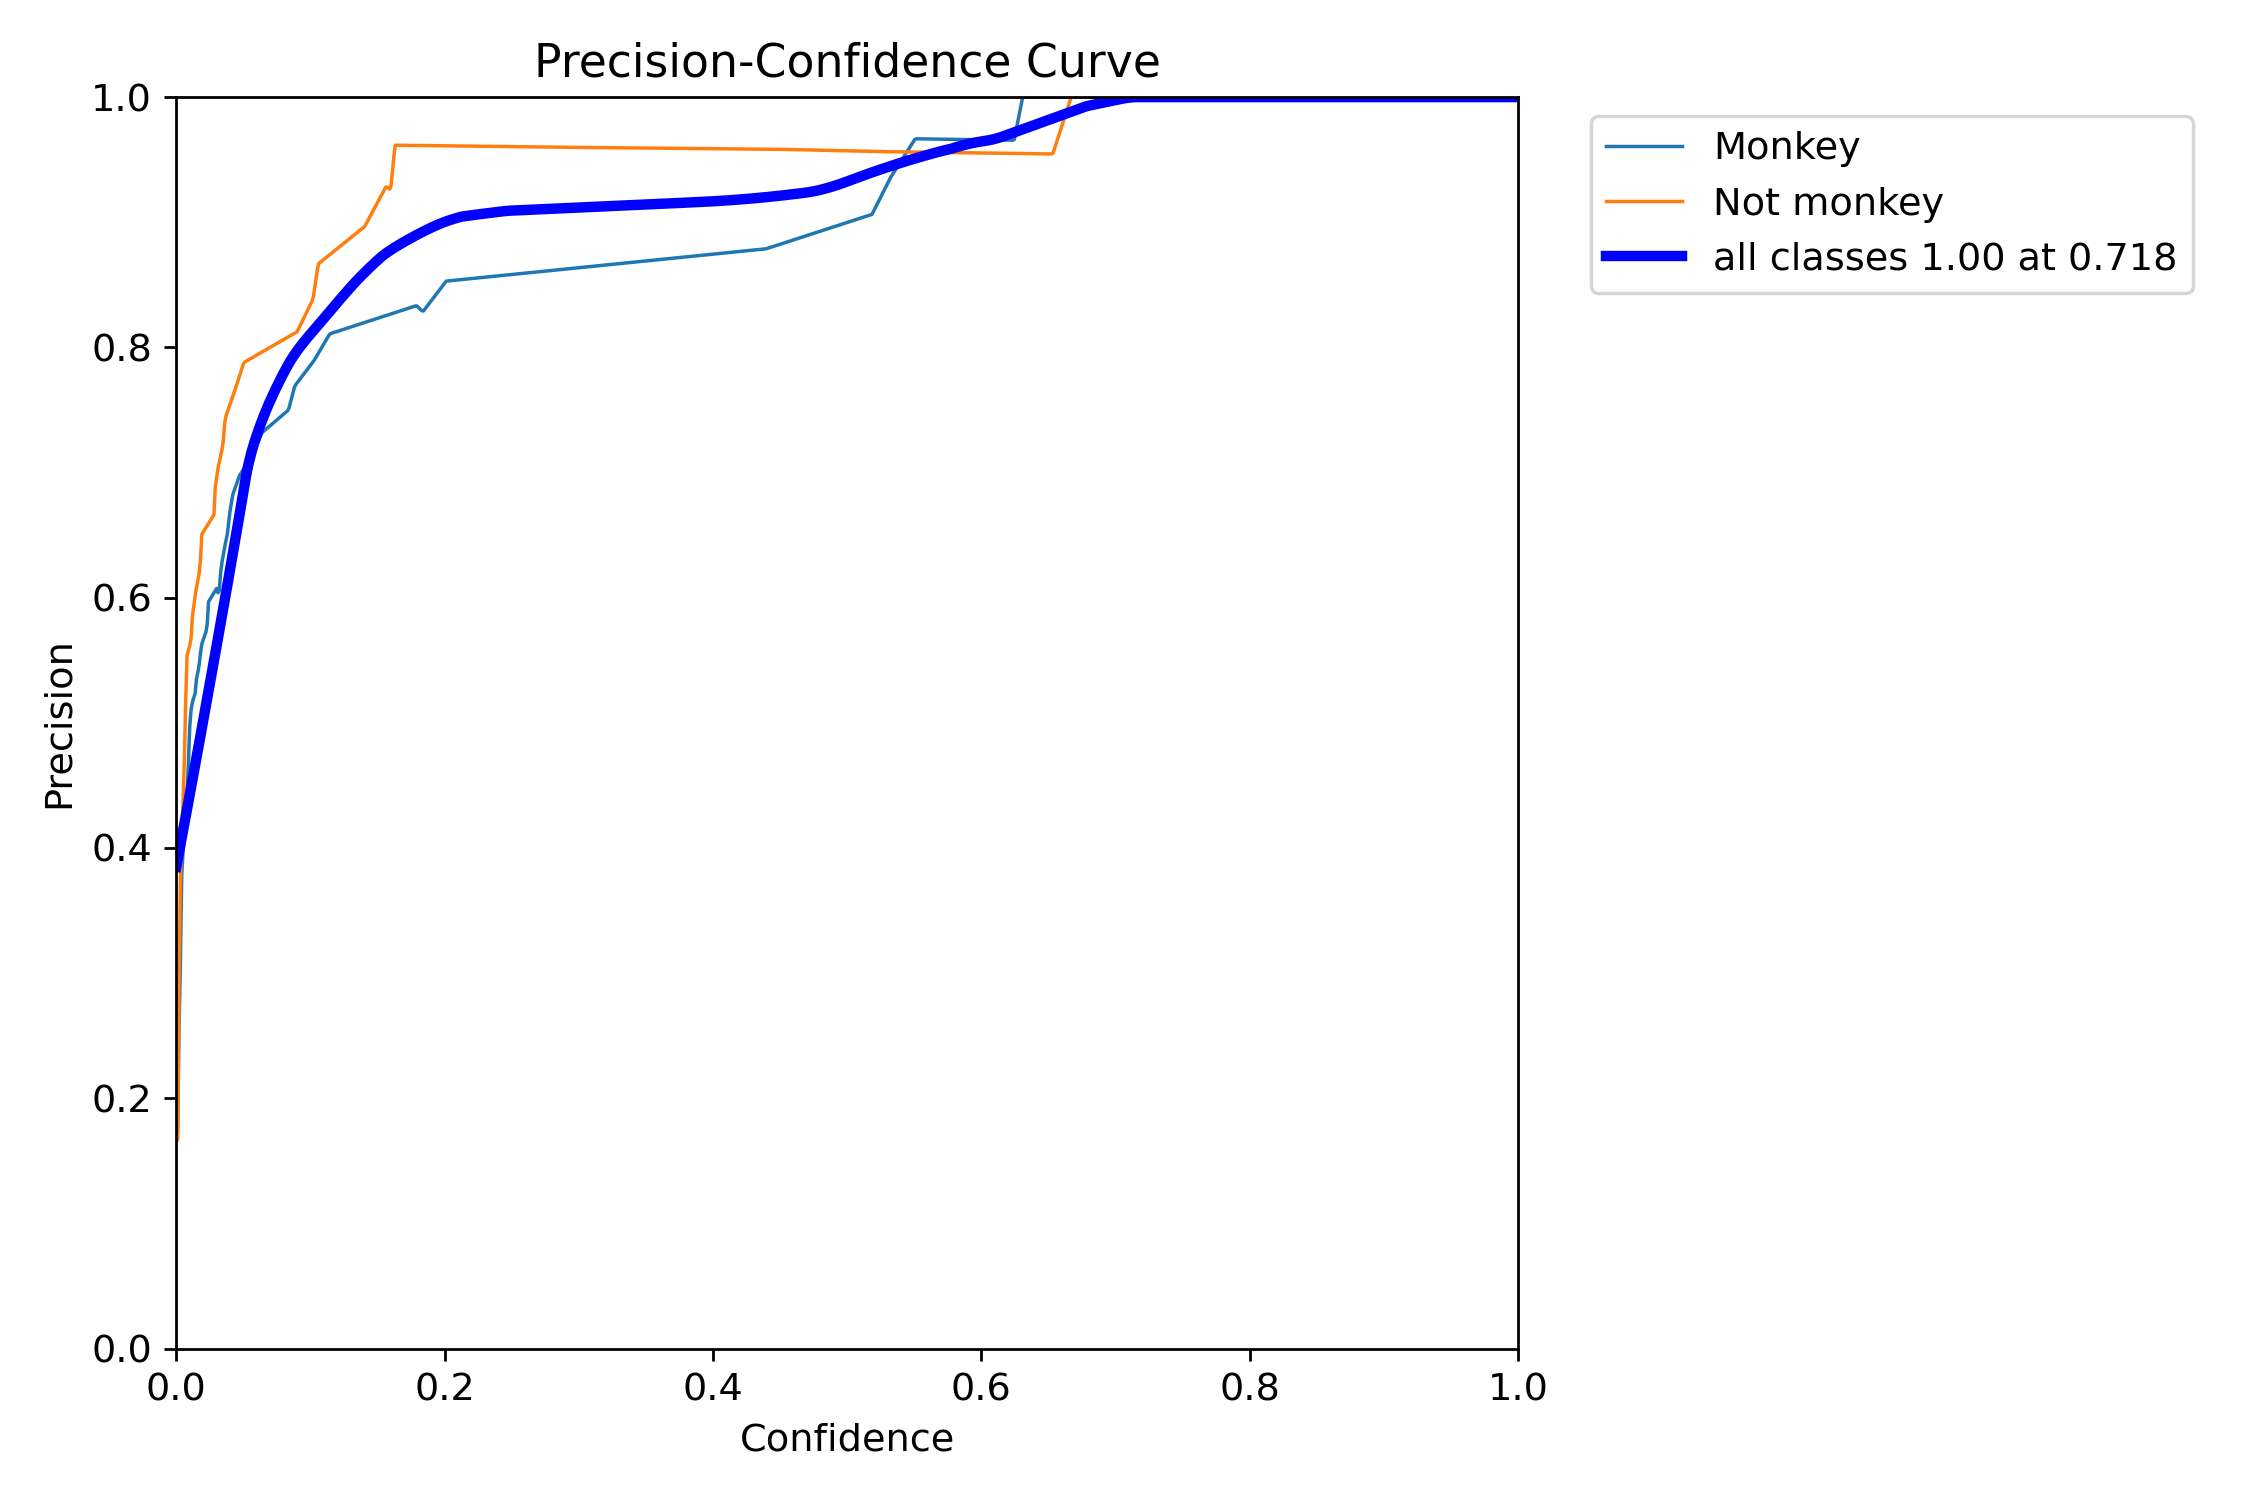 Precision-Confidence Curve
1.0
0.8
0.6
0.4
0.2
0.0
Precision
0.0 0.2 0.4 0.6 0.8 1.0
Confidence
Monkey
Not monkey
all classes 1.00 at 0.718